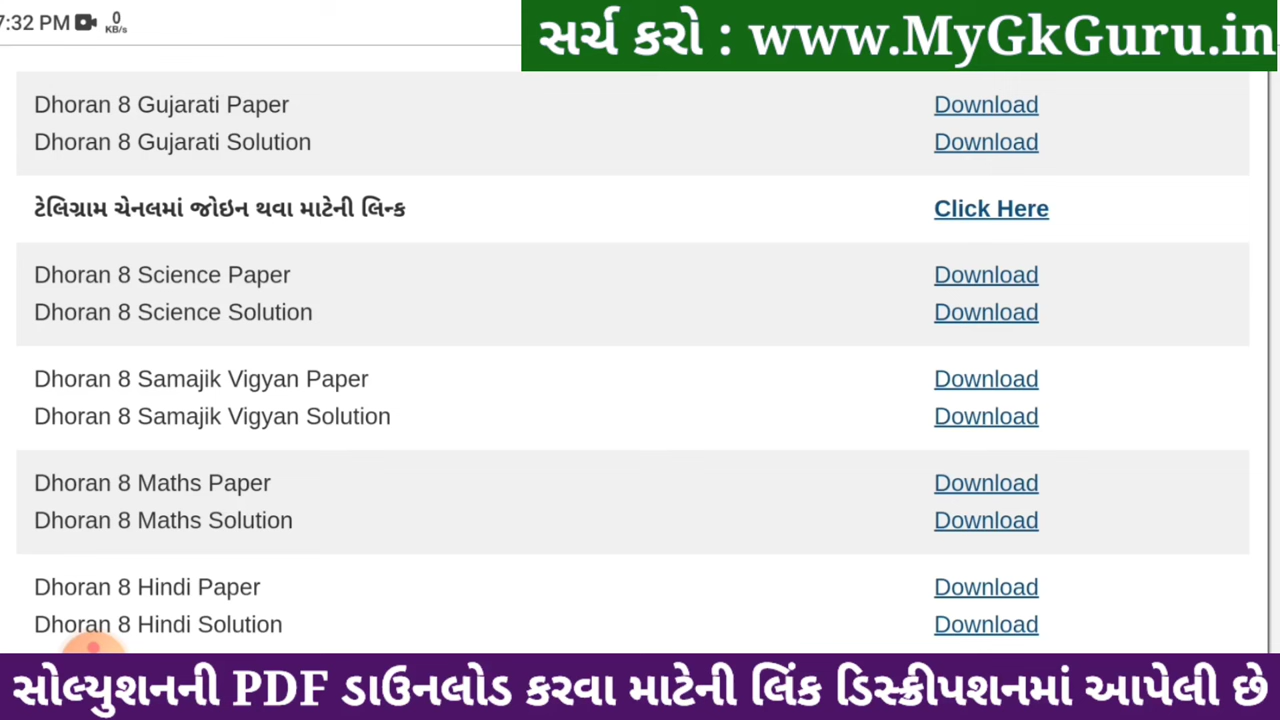 7:32 PM 0 KB/s
સર્ચ કરો : www.MyGkGuru.in
Dhoran 8 Gujarati Paper Download
Dhoran 8 Gujarati Solution Download
ટેલિગ્રામ ચેનલમાં જોઇન થવા માટેની લિન્ક Click Here
Dhoran 8 Science Paper Download
Dhoran 8 Science Solution Download
Dhoran 8 Samajik Vigyan Paper Download
Dhoran 8 Samajik Vigyan Solution Download
Dhoran 8 Maths Paper Download
Dhoran 8 Maths Solution Download
Dhoran 8 Hindi Paper Download
Dhoran 8 Hindi Solution Download
સોલ્યુશનની PDF ડાઉનલોડ કરવા માટેની લિંક ડિસ્ક્રીપશનમાં આપેલી છે